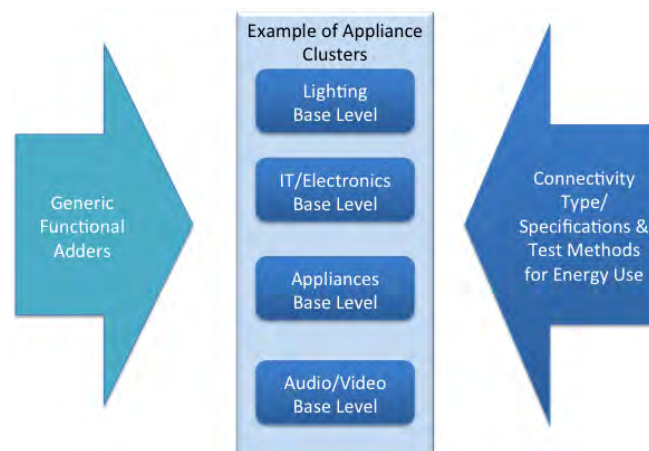 Example of Appliance
Clusters
Lighting
Base Level
IT/Electronics
Base Level
Appliances
Base Level
Audio/Video
Base Level
Generic
Functional
Adders
Connectivity
Type/
Specifications &
Test Methods
for Energy Use